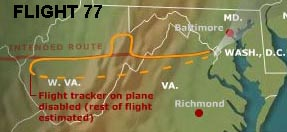 FLIGHT 77
MD.
Baltimore
INTENDED ROUTE
WASH., D.C.
W. VA.
VA.
Flight tracker on plane
disabled (rest of flight
estimated)
Richmond